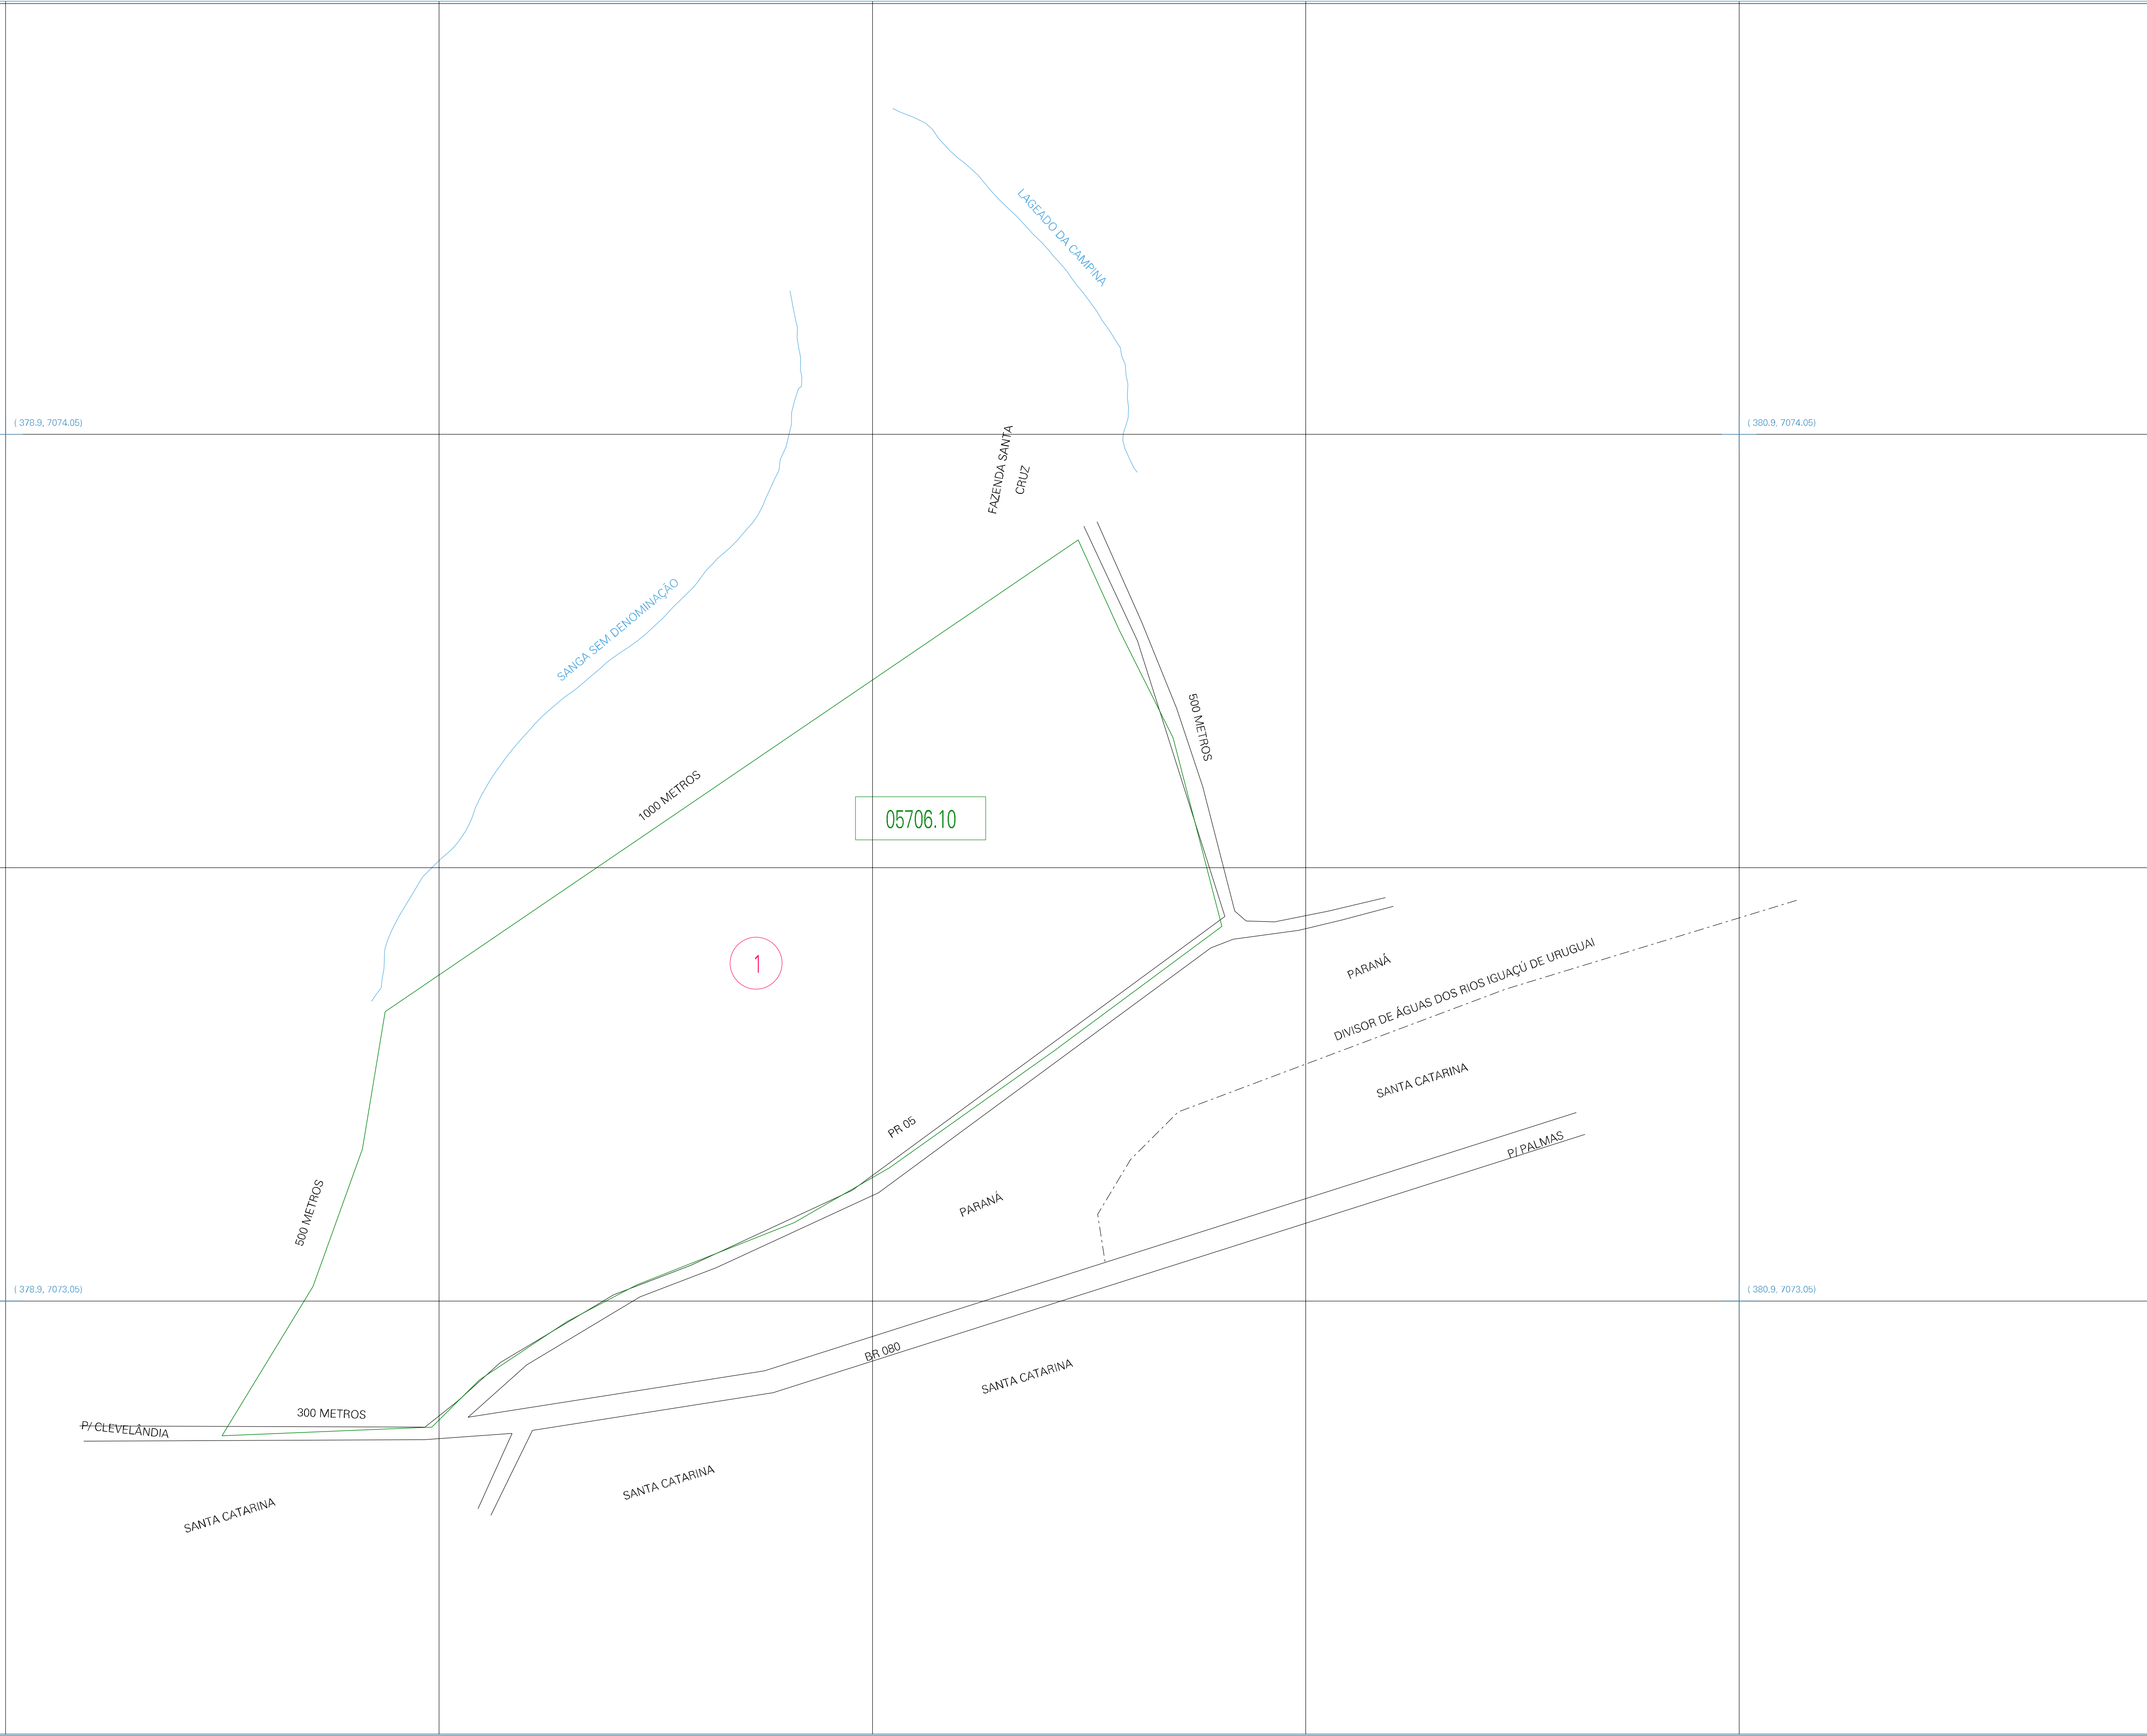 LAGEADO DA CAMPINA
( 378.9, 7074.05)
( 380.9, 7074.05)
FAZENDA SANTA
CRUZ
SANGA SEM DENOMINAÇÃO
500 METROS
1000 METROS
05706.10
1
PARANÁ
DIVISOR DE ÁGUAS DOS RIOS IGUAÇÚ DE URUGUAI
SANTA CATARINA
PR 05
P/ PALMAS
500 METROS
PARANÁ
( 378.9, 7073.05)
( 380.9, 7073.05)
BR 080
SANTA CATARINA
300 METROS
P/ CLEVELÂNDIA
SANTA CATARINA
SANTA CATARINA